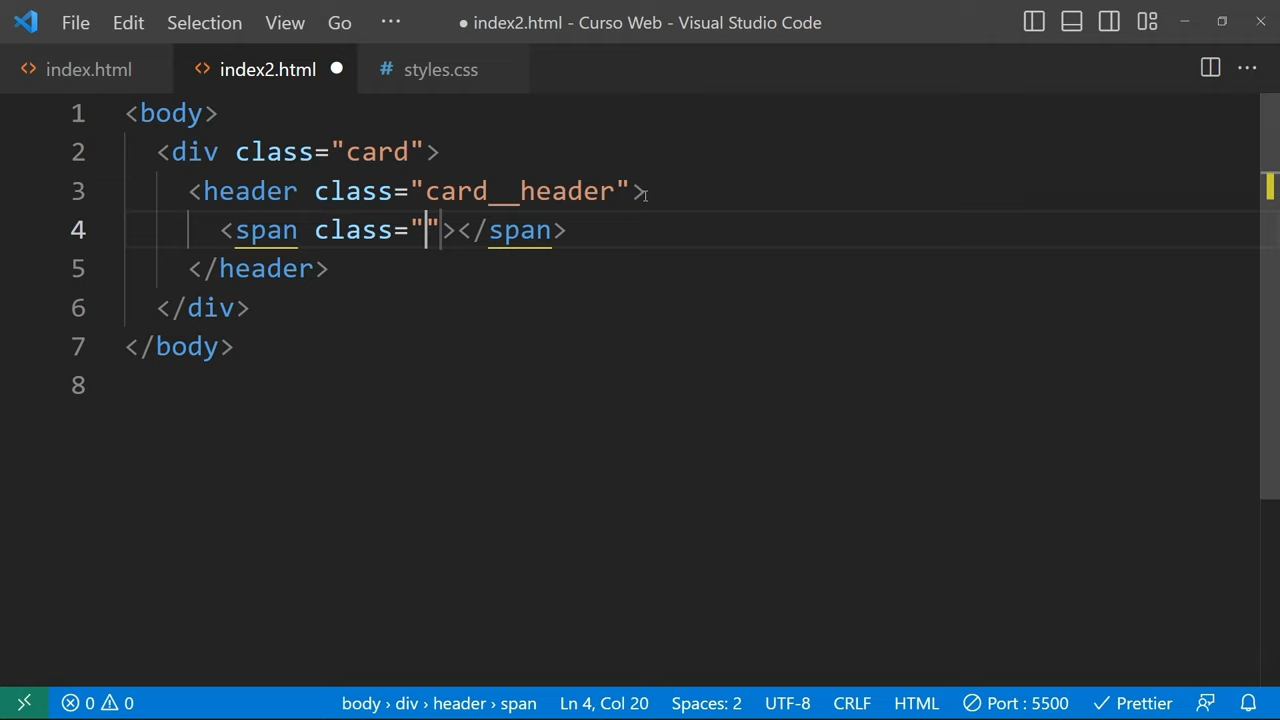 File Edit Selection View Go ··· ● index2.html - Curso Web - Visual Studio Code
<> index.html <> index2.html ● # styles.css ···
1 <body>
2 <div class="card">
3 <header class="card__header">
4 <span class=""></span>
5 </header>
6 </div>
7 </body>
8
0 0 body › div › header › span Ln 4, Col 20 Spaces: 2 UTF-8 CRLF HTML Port : 5500 Prettier